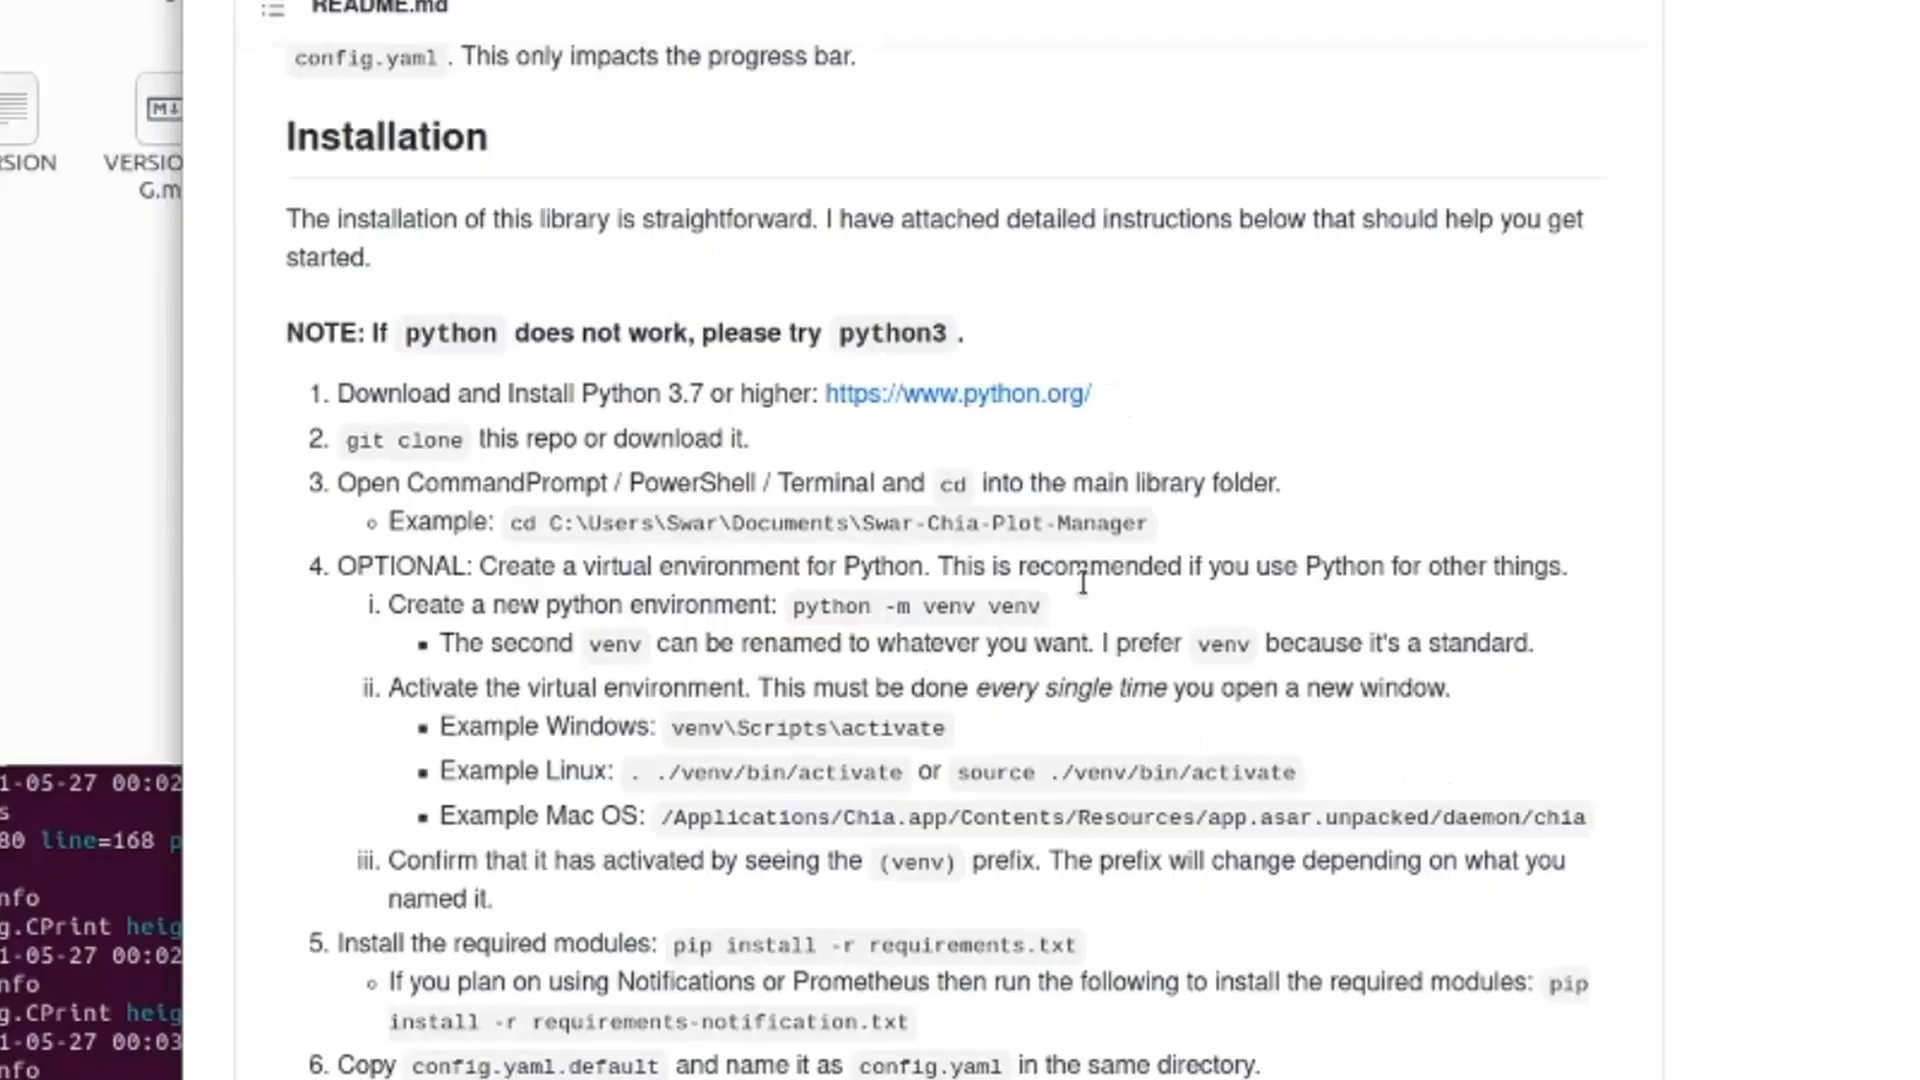 README.md
config.yaml . This only impacts the progress bar.
RSION
VERSIO
G.m
Installation
The installation of this library is straightforward. I have attached detailed instructions below that should help you get
started.
NOTE: If python does not work, please try python3 .
1. Download and Install Python 3.7 or higher: https://www.python.org/
2. git clone this repo or download it.
3. Open CommandPrompt / PowerShell / Terminal and cd into the main library folder.
◦ Example: cd C:\Users\Swar\Documents\Swar-Chia-Plot-Manager
4. OPTIONAL: Create a virtual environment for Python. This is recommended if you use Python for other things.
i. Create a new python environment: python -m venv venv
▪ The second venv can be renamed to whatever you want. I prefer venv because it's a standard.
ii. Activate the virtual environment. This must be done every single time you open a new window.
▪ Example Windows: venv\Scripts\activate
▪ Example Linux: . ./venv/bin/activate or source ./venv/bin/activate
▪ Example Mac OS: /Applications/Chia.app/Contents/Resources/app.asar.unpacked/daemon/chia
iii. Confirm that it has activated by seeing the (venv) prefix. The prefix will change depending on what you
named it.
5. Install the required modules: pip install -r requirements.txt
◦ If you plan on using Notifications or Prometheus then run the following to install the required modules: pip
install -r requirements-notification.txt
6. Copy config.yaml.default and name it as config.yaml in the same directory.
1-05-27 00:02
s
80 line=168 p
nfo
g.CPrint heig
1-05-27 00:02
nfo
g.CPrint heig
1-05-27 00:03
nfo